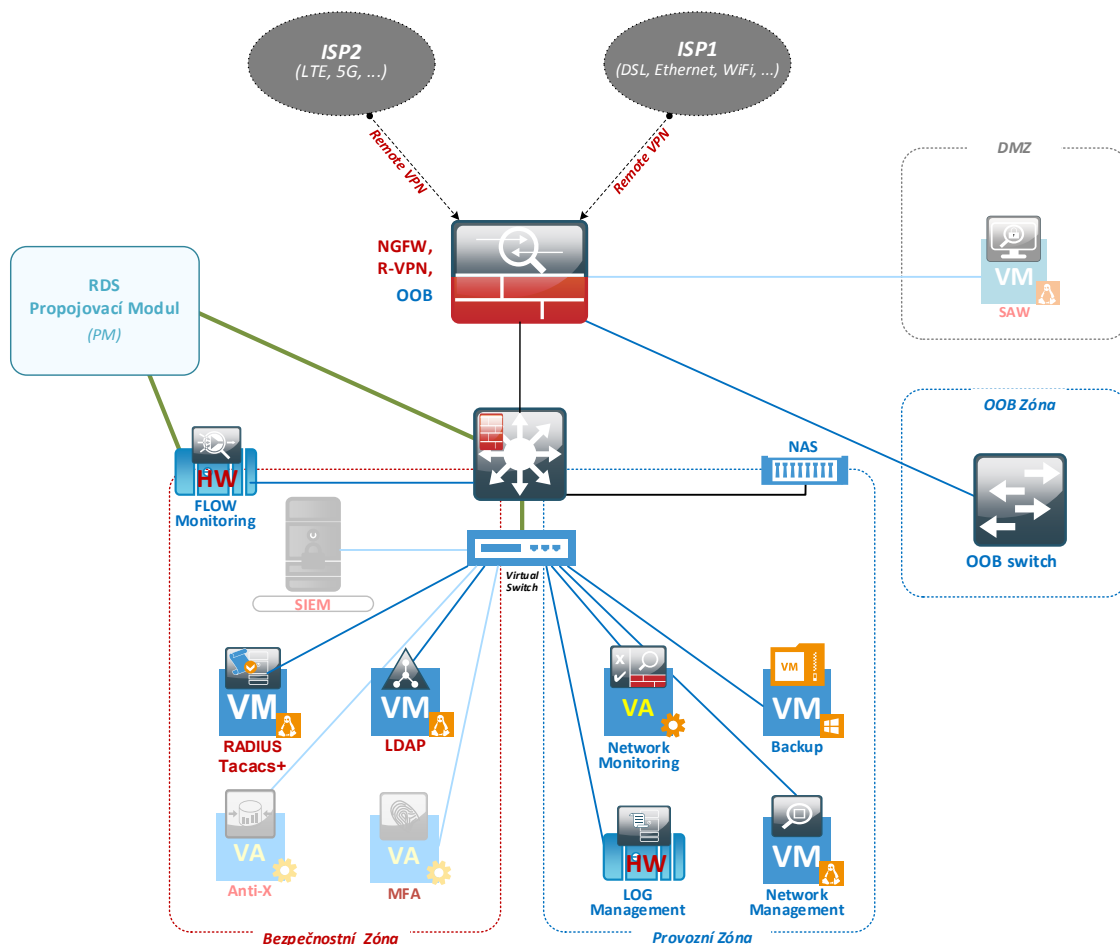 ISP2
(LTE, 5G, ...)
ISP1
(DSL, Ethernet, WiFi, ...)
Remote VPN
Remote VPN
DMZ
NGFW,
R-VPN,
OOB
VM
SAW
RDS
Propojovací Modul
(PM)
OOB Zóna
NAS
HW
FLOW
Monitoring
OOB switch
Virtual
Switch
SIEM
VM
RADIUS
Tacacs+
VM
LDAP
VA
Network
Monitoring
VM
VM
Backup
VA
Anti-X
VA
MFA
HW
LOG
Management
VM
Network
Management
Bezpečnostní Zóna
Provozní Zóna